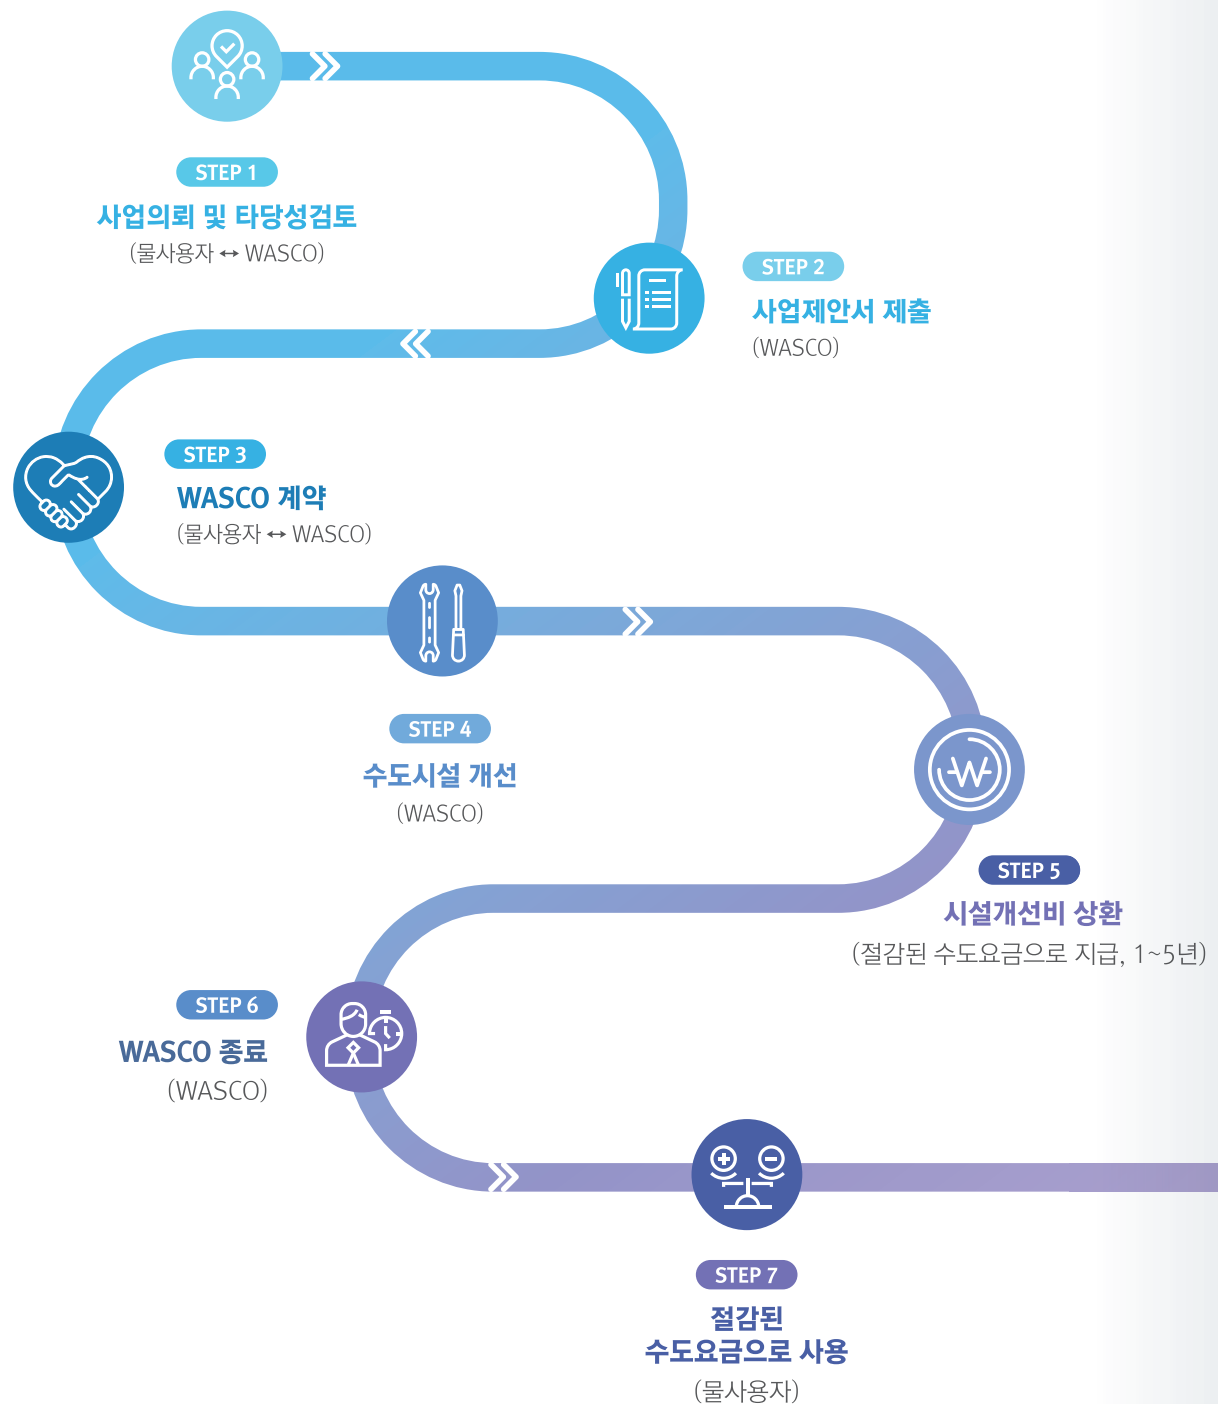 STEP 1
사업의뢰 및 타당성검토
(물사용자 ↔ WASCO)
STEP 2
사업제안서 제출
(WASCO)
STEP 3
WASCO 계약
(물사용자 ↔ WASCO)
STEP 4
수도시설 개선
(WASCO)
STEP 5
시설개선비 상환
(절감된 수도요금으로 지급, 1~5년)
STEP 6
WASCO 종료
(WASCO)
STEP 7
절감된
수도요금으로 사용
(물사용자)